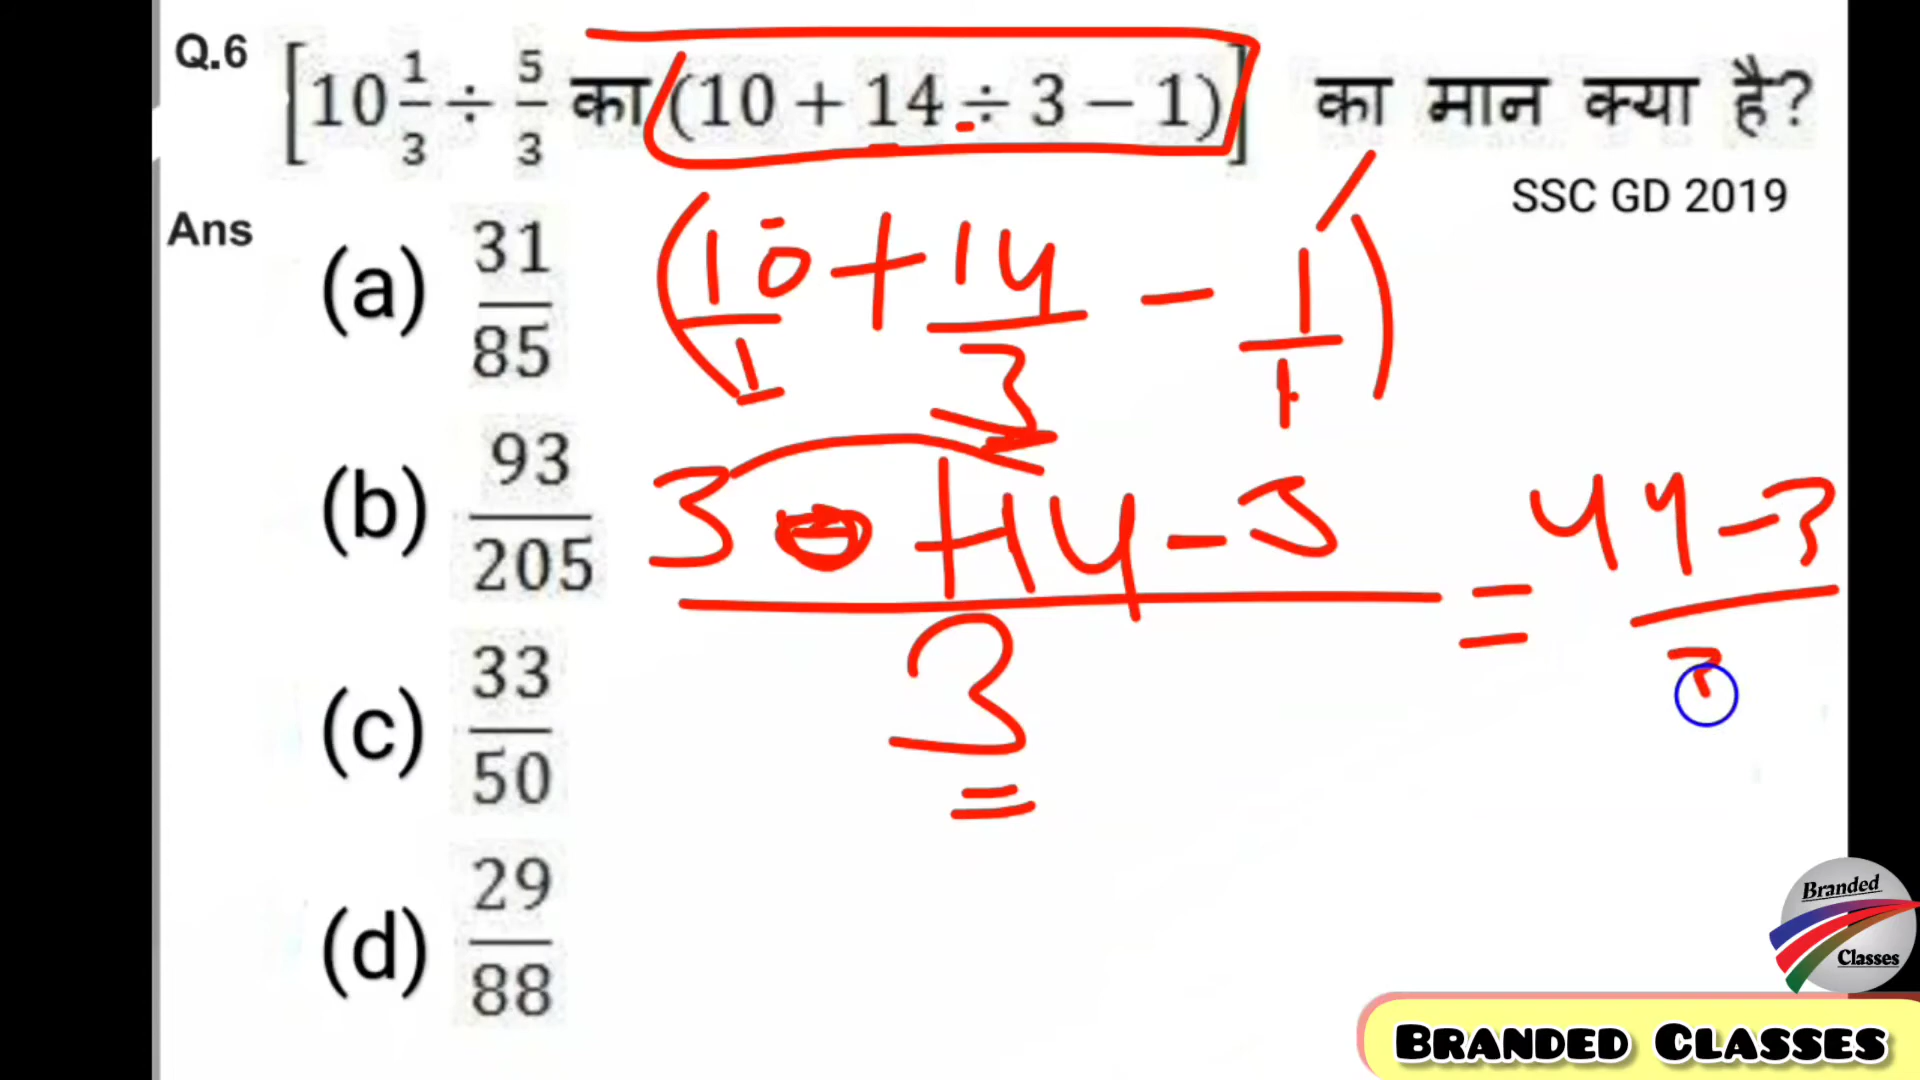 Q.6 [10 1/3 ÷ 5/3 का (10 + 14 ÷ 3 − 1)] का मान क्या है?
SSC GD 2019
Ans
(a) 31/85
(10/1 + 14/3 − 1/1)
(b) 93/205
30 + 14 − 3 / 3 = 44 − 3 / 3
(c) 33/50
(d) 29/88
Branded
Classes
BRANDED CLASSES